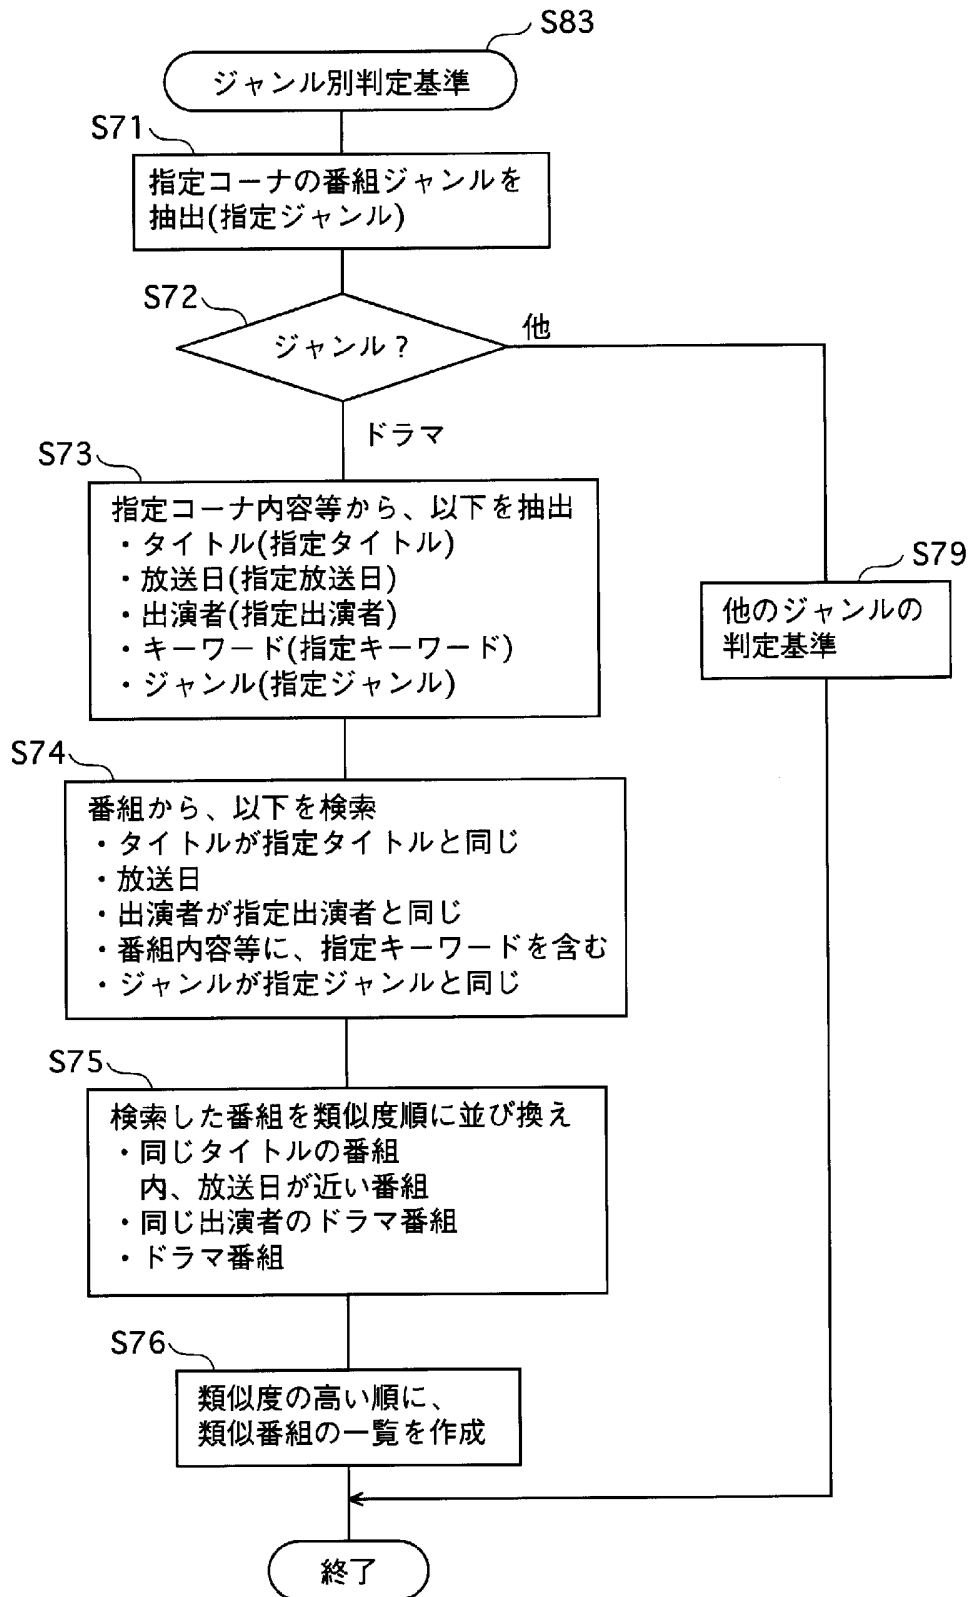 S83
ジャンル別判定基準
S71
指定コーナの番組ジャンルを
抽出(指定ジャンル)
S72
ジャンル?
他
ドラマ
S73
指定コーナ内容等から、以下を抽出
・タイトル(指定タイトル)
・放送日(指定放送日)
・出演者(指定出演者)
・キーワード(指定キーワード)
・ジャンル(指定ジャンル)
S79
他のジャンルの
判定基準
S74
番組から、以下を検索
・タイトルが指定タイトルと同じ
・放送日
・出演者が指定出演者と同じ
・番組内容等に、指定キーワードを含む
・ジャンルが指定ジャンルと同じ
S75
検索した番組を類似度順に並び換え
・同じタイトルの番組
内、放送日が近い番組
・同じ出演者のドラマ番組
・ドラマ番組
S76
類似度の高い順に、
類似番組の一覧を作成
終了